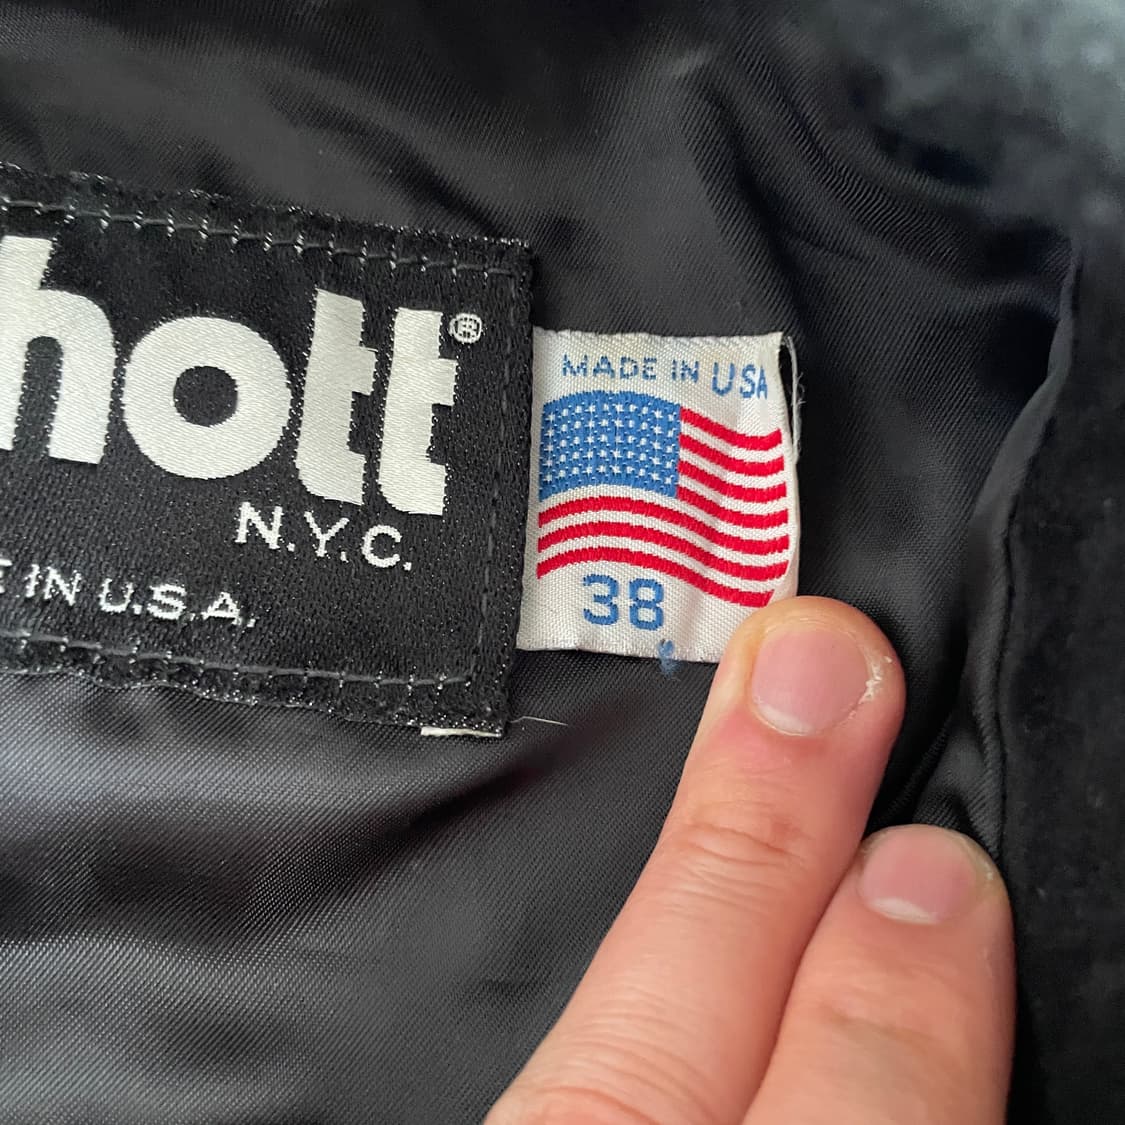 hott®
N.Y.C.
E IN U.S.A.
MADE IN USA
38